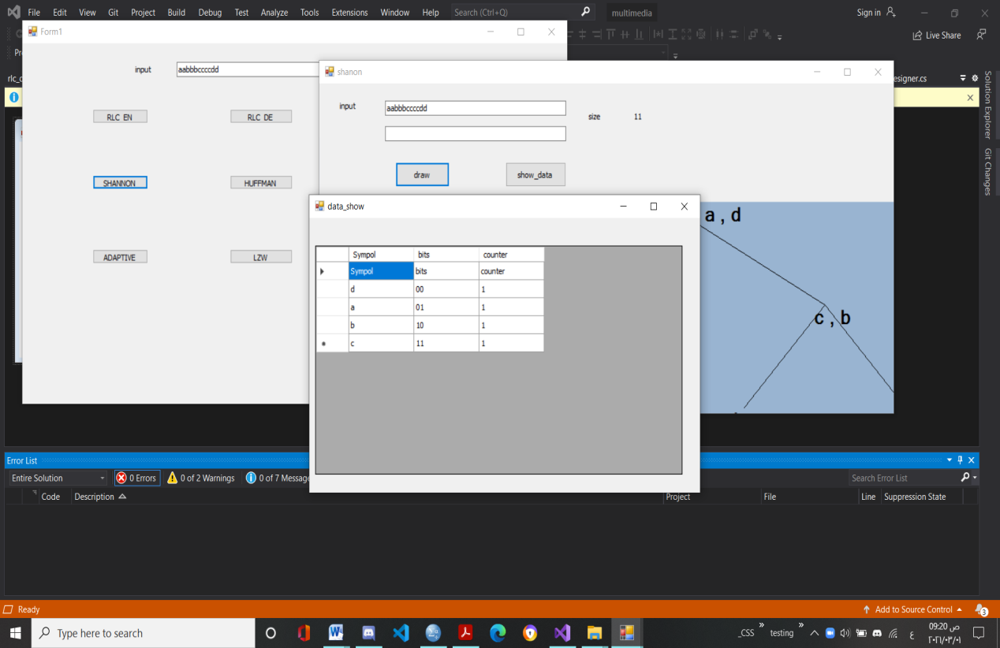 File Edit View Git Project Build Debug Test Analyze Tools Extensions Window Help Search (Ctrl+Q) multimedia Sign in
Form1
Live Share
input aabbbccccdd
RLC_EN RLC_DE
SHANNON HUFFMAN
ADAPTIVE LZW
shanon
input aabbbccccdd
size 11
draw show_data
a , d
c , b
data_show
Sympol bits counter
Sympol bits counter
d 00 1
a 01 1
b 10 1
c 11 1
esigner.cs
Solution Explorer
Git Changes
Error List
Entire Solution 0 Errors 0 of 2 Warnings 0 of 7 Message Search Error List
Code Description Project File Line Suppression State
Ready Add to Source Control 3
Type here to search _CSS » testing » ع
09:20 ص
٢٠٢١/٠٣/٠١